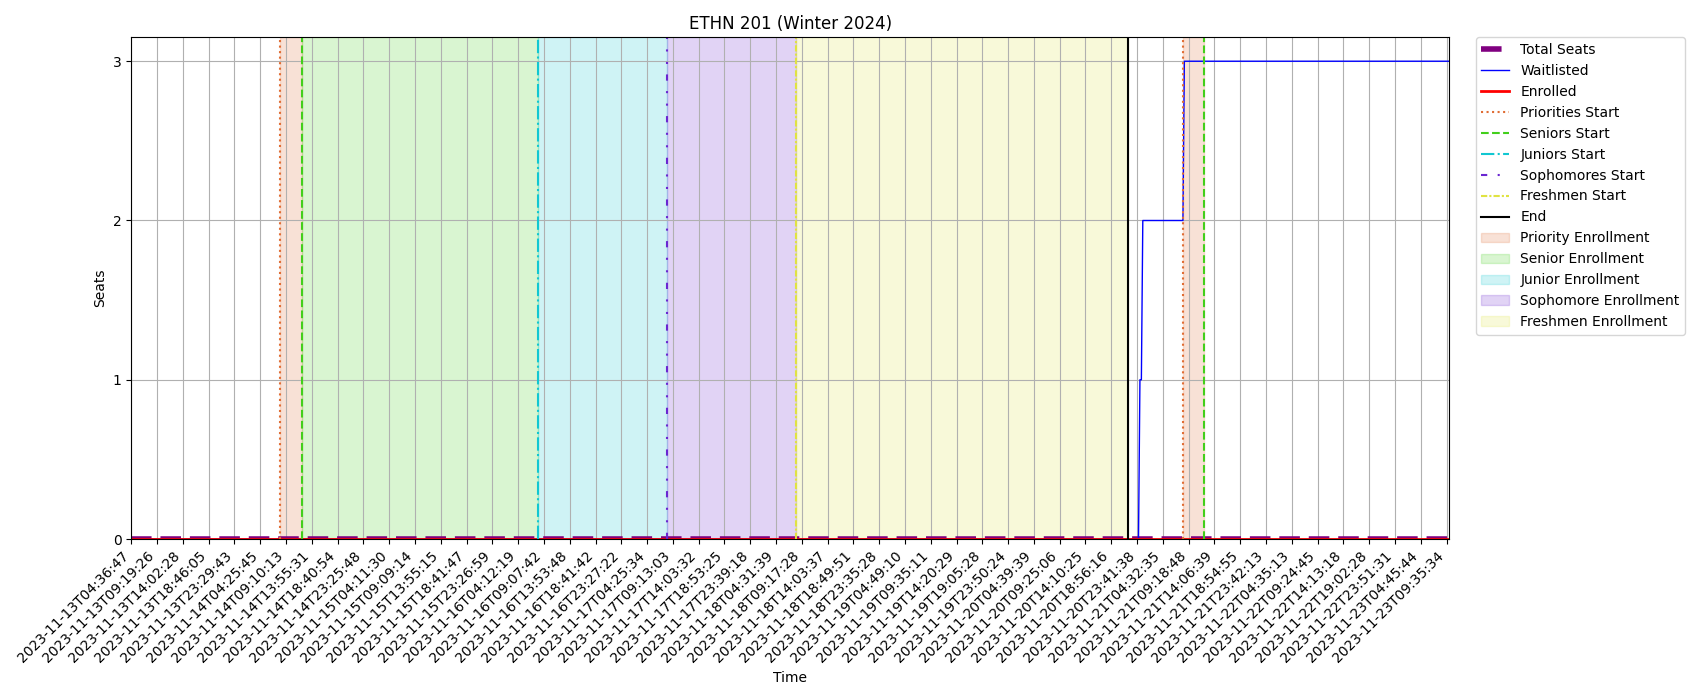 ETHN 201 (Winter 2024)
Seats
3
2
1
0
2023-11-13T04:36:47
2023-11-13T09:19:26
2023-11-13T14:02:28
2023-11-13T18:46:05
2023-11-13T23:29:43
2023-11-14T04:25:45
2023-11-14T09:10:13
2023-11-14T13:55:31
2023-11-14T18:40:54
2023-11-14T23:25:48
2023-11-15T04:11:30
2023-11-15T09:09:14
2023-11-15T13:55:15
2023-11-15T18:41:47
2023-11-15T23:26:59
2023-11-16T04:12:19
2023-11-16T09:07:42
2023-11-16T13:53:48
2023-11-16T18:41:42
2023-11-16T23:27:22
2023-11-17T04:25:34
2023-11-17T09:13:03
2023-11-17T14:03:32
2023-11-17T18:53:25
2023-11-17T23:39:18
2023-11-18T04:31:39
2023-11-18T09:17:28
2023-11-18T14:03:37
2023-11-18T18:49:51
2023-11-18T23:35:28
2023-11-19T04:49:10
2023-11-19T09:35:11
2023-11-19T14:20:29
2023-11-19T19:05:28
2023-11-19T23:50:24
2023-11-20T04:39:39
2023-11-20T09:25:06
2023-11-20T14:10:25
2023-11-20T18:56:16
2023-11-20T23:41:38
2023-11-21T04:32:35
2023-11-21T09:18:48
2023-11-21T14:06:39
2023-11-21T18:54:55
2023-11-21T23:42:13
2023-11-22T04:35:13
2023-11-22T09:24:45
2023-11-22T14:13:18
2023-11-22T19:02:28
2023-11-22T23:51:31
2023-11-23T04:45:44
2023-11-23T09:35:34
Time
Total Seats
Waitlisted
Enrolled
Priorities Start
Seniors Start
Juniors Start
Sophomores Start
Freshmen Start
End
Priority Enrollment
Senior Enrollment
Junior Enrollment
Sophomore Enrollment
Freshmen Enrollment